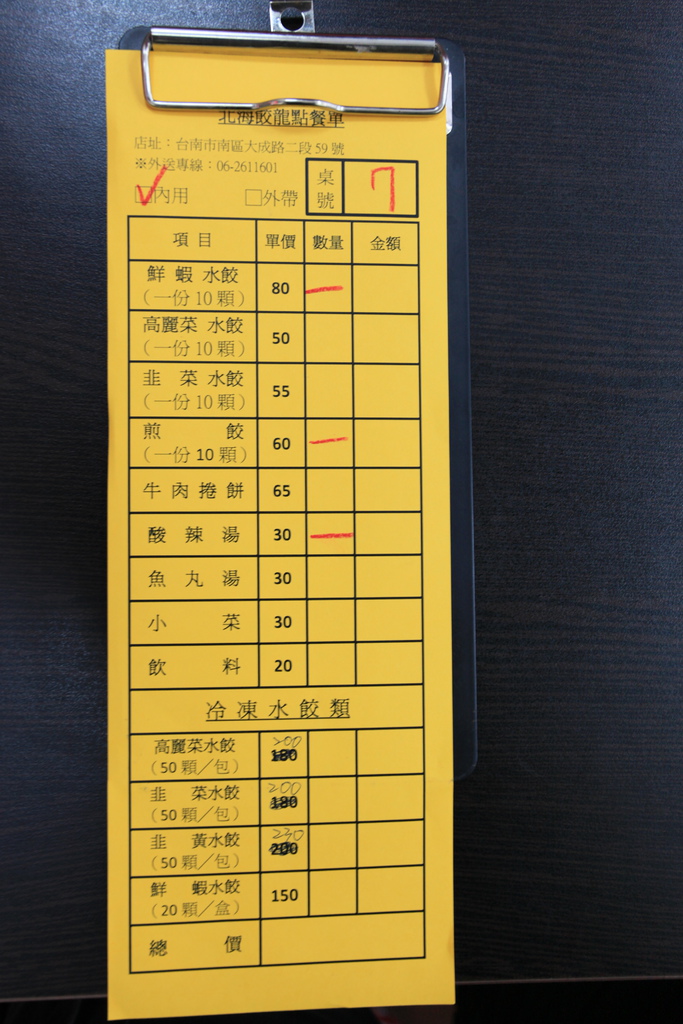 北海餃龍點餐單
店址：台南市南區大成路二段59號
※外送專線：06-2611601
✓□內用 □外帶 桌號 7
項目 單價 數量 金額
鮮蝦水餃 80 一
（一份10顆）
高麗菜水餃 50
（一份10顆）
韭菜水餃 55
（一份10顆）
煎餃 60 一
（一份10顆）
牛肉捲餅 65
酸辣湯 30 一
魚丸湯 30
小菜 30
飲料 20
冷凍水餃類
高麗菜水餃 200 180
（50顆／包）
韭菜水餃 200 180
（50顆／包）
韭黃水餃 230 200
（50顆／包）
鮮蝦水餃 150
（20顆／盒）
總價